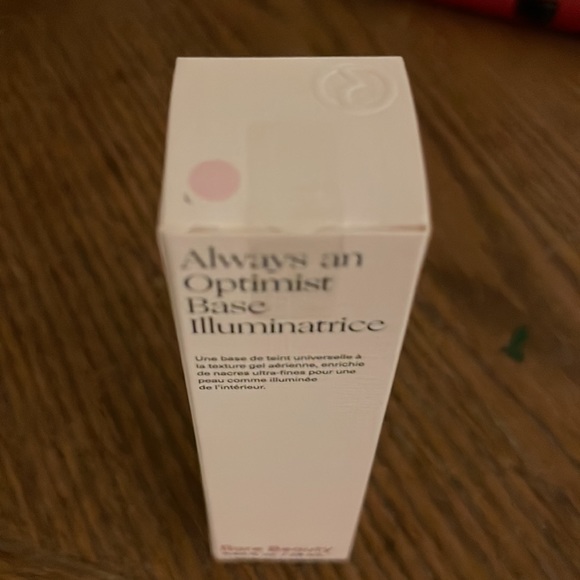 Always an
Optimist
Base
Illuminatrice
Une base de teint universelle à
la texture gel aérienne, enrichie
de nacres ultra-fines pour une
peau comme illuminée
de l'intérieur.
Rare Beauty